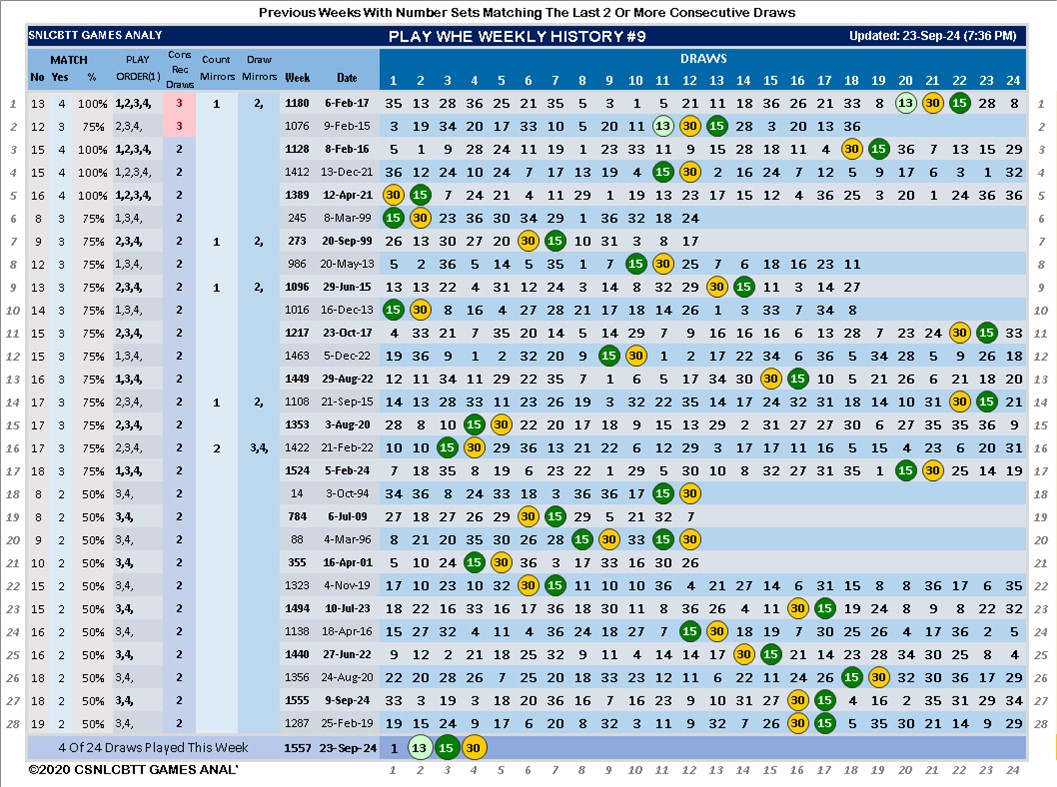 Previous Weeks With Number Sets Matching The Last 2 Or More Consecutive Draws
SNLCBTT GAMES ANALY PLAY WHE WEEKLY HISTORY #9 Updated: 23-Sep-24 (7:36 PM)
MATCH PLAY Cons Count Draw DRAWS
No Yes % ORDER(1) Rec Draws Mirrors Mirrors Week Date 1 2 3 4 5 6 7 8 9 10 11 12 13 14 15 16 17 18 19 20 21 22 23 24
1 13 4 100% 1,2,3,4, 3 1 2, 1180 6-Feb-17 35 13 28 36 25 21 35 5 3 1 5 21 11 18 36 26 21 33 8 13 30 15 28 8 1
2 12 3 75% 2,3,4, 3 1076 9-Feb-15 3 19 34 20 17 33 10 5 20 11 13 30 15 28 3 20 13 36 2
3 15 4 100% 1,2,3,4, 2 1128 8-Feb-16 5 1 9 28 24 11 19 1 23 33 11 9 15 28 18 11 4 30 15 36 7 13 15 29 3
4 15 4 100% 1,2,3,4, 2 1412 13-Dec-21 36 12 24 10 24 7 17 13 19 4 15 30 2 16 24 7 12 5 9 17 6 3 1 32 4
5 16 4 100% 1,2,3,4, 2 1389 12-Apr-21 30 15 7 24 21 4 11 29 1 19 13 23 17 15 12 4 36 25 3 20 1 24 36 36 5
6 8 3 75% 1,3,4, 2 245 8-Mar-99 15 30 23 36 30 34 29 1 36 32 18 24 6
7 9 3 75% 2,3,4, 2 1 2, 273 20-Sep-99 26 13 30 27 20 30 15 10 31 3 8 17 7
8 12 3 75% 1,3,4, 2 986 20-May-13 5 2 36 5 14 5 35 1 7 15 30 25 7 6 18 16 23 11 8
9 13 3 75% 2,3,4, 2 1 2, 1096 29-Jun-15 13 13 22 4 31 12 24 3 14 8 32 29 30 15 11 3 14 27 9
10 14 3 75% 1,3,4, 2 1016 16-Dec-13 15 30 8 16 4 27 28 21 17 18 14 26 1 3 33 7 34 8 10
11 15 3 75% 2,3,4, 2 1217 23-Oct-17 4 33 21 7 35 20 14 5 14 29 7 9 16 16 16 6 13 28 7 23 24 30 15 33 11
12 15 3 75% 1,3,4, 2 1463 5-Dec-22 19 36 9 1 2 32 20 9 15 30 1 2 17 22 34 6 36 5 34 28 5 9 26 18 12
13 16 3 75% 1,3,4, 2 1449 29-Aug-22 12 11 34 11 29 22 35 7 1 6 5 17 34 30 30 15 10 5 21 26 6 21 18 20 13
14 17 3 75% 2,3,4, 2 1 2, 1108 21-Sep-15 14 13 28 33 11 23 26 19 3 32 22 35 14 17 24 32 31 18 14 10 31 30 15 21 14
15 17 3 75% 2,3,4, 2 1353 3-Aug-20 28 8 10 15 30 22 20 17 18 9 15 13 29 2 31 27 27 30 6 27 35 35 36 9 15
16 17 3 75% 2,3,4, 2 2 3,4, 1422 21-Feb-22 10 10 15 30 29 36 13 21 22 6 12 29 3 17 17 11 16 5 15 4 23 6 20 31 16
17 18 3 75% 1,3,4, 2 1524 5-Feb-24 7 18 35 8 19 6 23 22 1 29 5 30 10 8 32 27 31 35 1 15 30 25 14 19 17
18 8 2 50% 3,4, 2 14 3-Oct-94 34 36 8 24 33 18 3 36 36 17 15 30 18
19 8 2 50% 3,4, 2 784 6-Jul-09 27 18 27 26 29 30 15 29 5 21 32 7 19
20 9 2 50% 3,4, 2 88 4-Mar-96 8 21 20 35 30 26 28 15 30 33 15 30 20
21 10 2 50% 3,4, 2 355 16-Apr-01 5 10 24 15 30 36 3 17 33 16 30 26 21
22 15 2 50% 3,4, 2 1323 4-Nov-19 17 10 23 10 32 30 15 11 10 10 36 4 21 27 14 6 31 15 8 8 36 17 6 35 22
23 15 2 50% 3,4, 2 1494 10-Jul-23 18 22 16 33 16 17 36 18 30 11 8 36 26 4 11 30 15 19 24 8 9 8 22 32 23
24 16 2 50% 3,4, 2 1138 18-Apr-16 15 27 32 4 11 4 36 24 18 27 7 15 30 18 19 7 30 25 26 4 17 36 2 5 24
25 16 2 50% 3,4, 2 1440 27-Jun-22 9 12 2 21 18 25 32 9 11 4 14 14 17 30 15 21 14 23 28 34 30 25 8 4 25
26 18 2 50% 3,4, 2 1356 24-Aug-20 22 20 28 26 7 25 20 18 33 23 12 11 6 22 11 24 26 15 30 32 30 36 17 29 26
27 18 2 50% 3,4, 2 1555 9-Sep-24 33 3 19 3 18 20 36 16 7 16 23 9 10 31 27 30 15 4 16 2 35 31 29 34 27
28 19 2 50% 3,4, 2 1287 25-Feb-19 19 15 24 9 17 6 20 8 32 3 11 9 32 7 26 30 15 5 35 30 21 14 9 29 28
4 Of 24 Draws Played This Week 1557 23-Sep-24 1 13 15 30
©2020 CSNLCBTT GAMES ANAL' 1 2 3 4 5 6 7 8 9 10 11 12 13 14 15 16 17 18 19 20 21 22 23 24